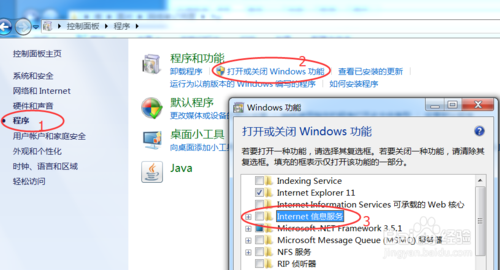 控制面板 ▸ 程序 ▸
控制面板主页
系统和安全
网络和 Internet
硬件和声音
程序
1
用户帐户和家庭安全
外观和个性化
时钟、语言和区域
轻松访问
程序和功能
2
卸载程序
打开或关闭 Windows 功能
查看已安装的更新
运行为以前版本的 Windows 编写的程序
如何安装程序
默认程序
更改媒体或设备
桌面小工具
向桌面添加小工
Java
Windows 功能
打开或关闭 Windows 功能
若要打开一种功能，请选择其复选框。若要关闭一种功能，请清除其
复选框。填充的框表示仅打开该功能的一部分。
Indexing Service
Internet Explorer 11
Internet Information Services 可承载的 Web 核心
Internet 信息服务
3
Microsoft .NET Framework 3.5.1
Microsoft Message Queue (MSMQ) 服务器
NFS 服务
RIP 侦听器